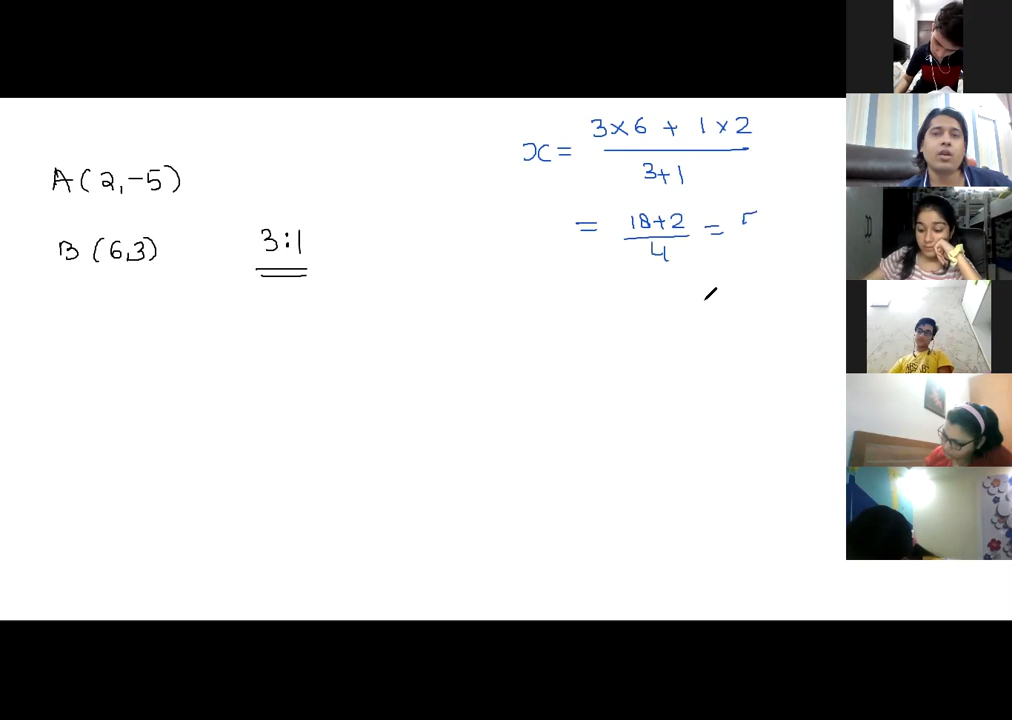 A(2,-5)
B (6,3)
3:1
x = (3×6 + 1×2)/(3+1)
= (18+2)/4 = 5